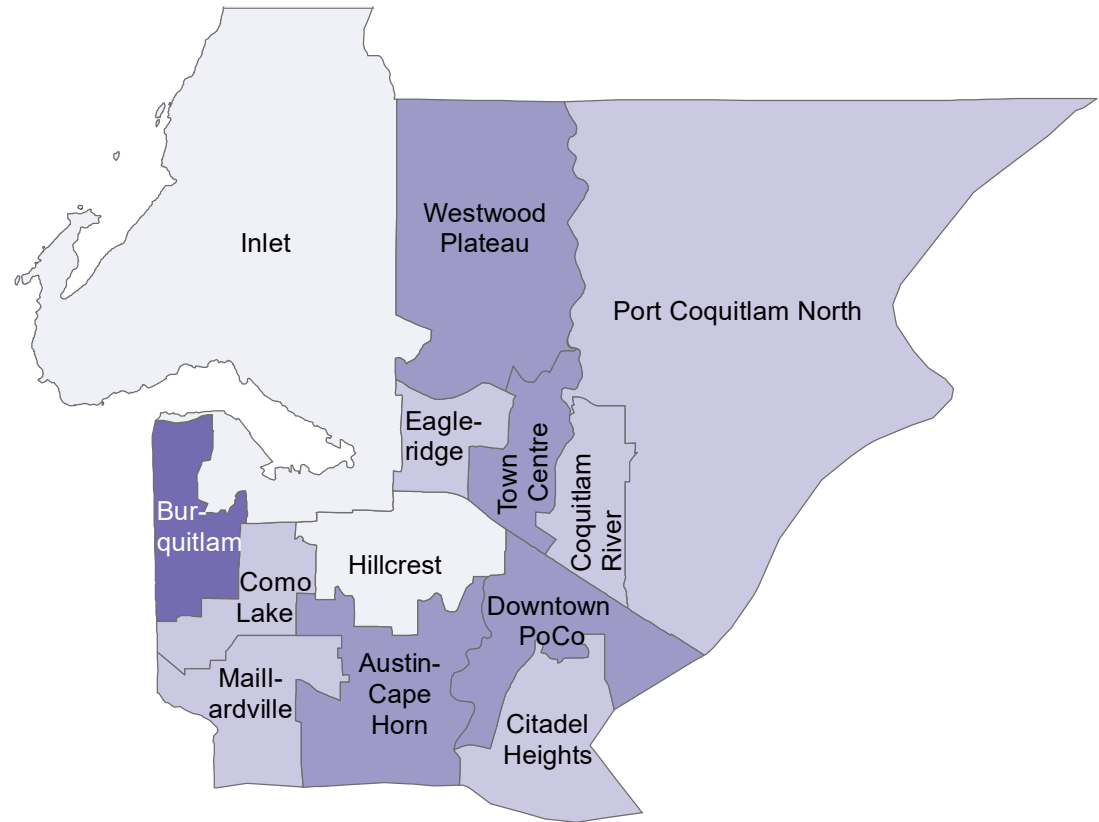 Westwood
Plateau
Inlet
Port Coquitlam North
Eagle-
ridge
Town
Centre
Coquitlam
River
Bur-
quitlam
Hillcrest
Como
Lake
Downtown
PoCo
Austin-
Cape
Horn
Maill-
ardville
Citadel
Heights